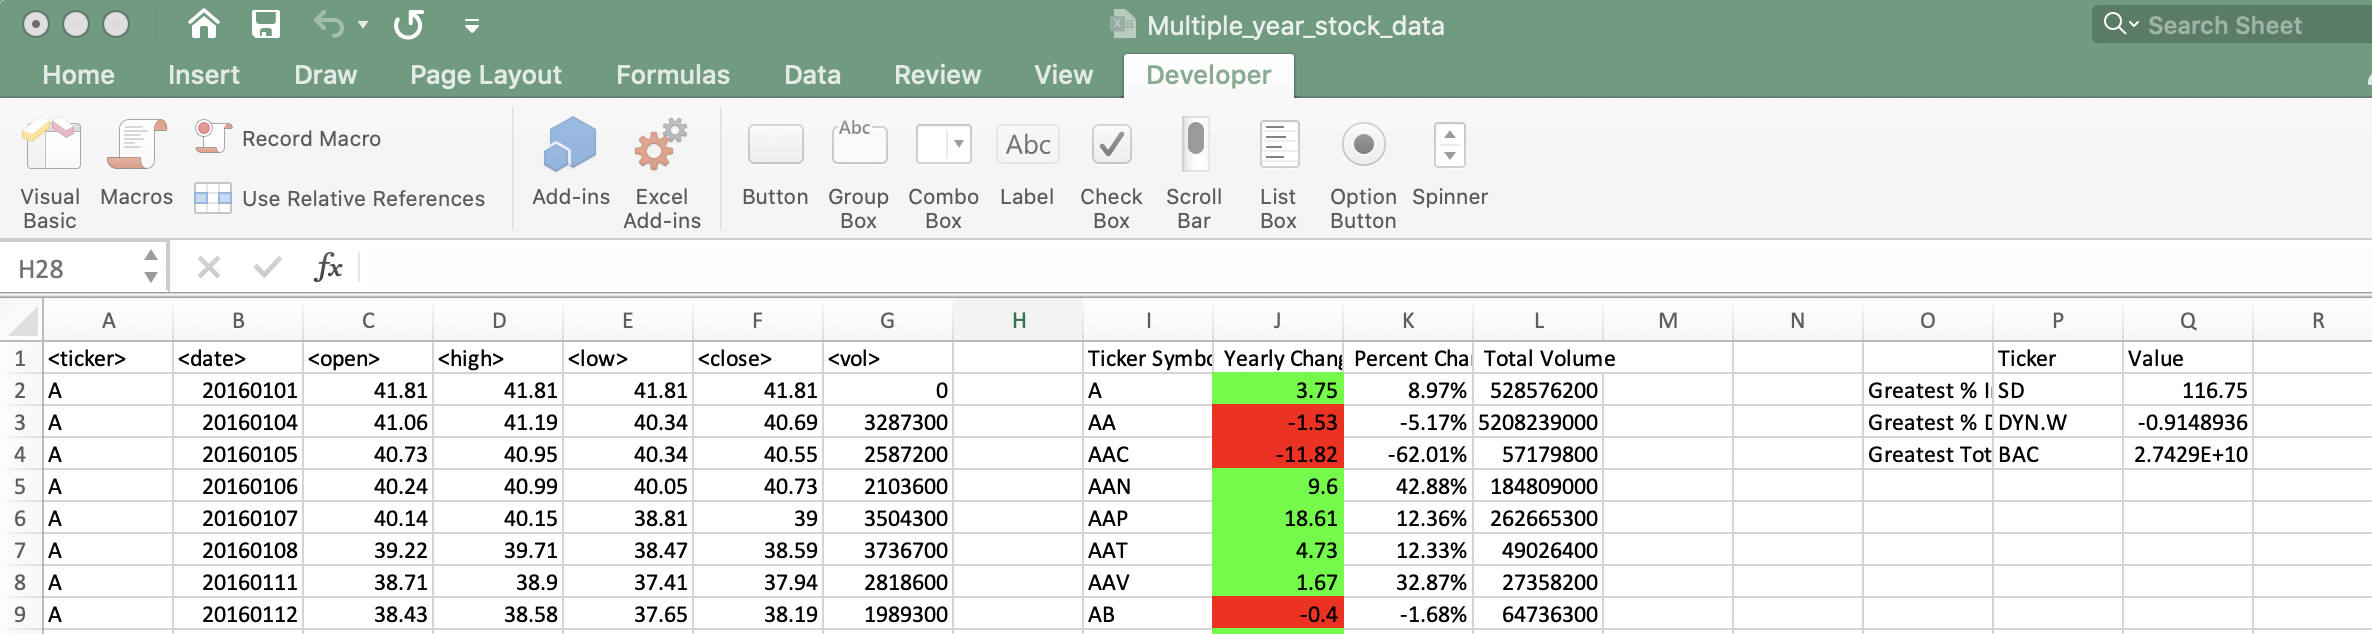 Multiple_year_stock_data
Search Sheet
Home Insert Draw Page Layout Formulas Data Review View Developer
Visual Basic
Macros
Record Macro
Use Relative References
Add-ins
Excel Add-ins
Button
Abc
Group Box
Combo Box
Abc
Label
Check Box
Scroll Bar
List Box
Option Button
Spinner
H28 fx
A B C D E F G H I J K L M N O P Q R
1 <ticker> <date> <open> <high> <low> <close> <vol> Ticker Symbo Yearly Chang Percent Cha Total Volume Ticker Value
2 A 20160101 41.81 41.81 41.81 41.81 0 A 3.75 8.97% 528576200 Greatest % I SD 116.75
3 A 20160104 41.06 41.19 40.34 40.69 3287300 AA -1.53 -5.17% 5208239000 Greatest % D DYN.W -0.9148936
4 A 20160105 40.73 40.95 40.34 40.55 2587200 AAC -11.82 -62.01% 57179800 Greatest Tot BAC 2.7429E+10
5 A 20160106 40.24 40.99 40.05 40.73 2103600 AAN 9.6 42.88% 184809000
6 A 20160107 40.14 40.15 38.81 39 3504300 AAP 18.61 12.36% 262665300
7 A 20160108 39.22 39.71 38.47 38.59 3736700 AAT 4.73 12.33% 49026400
8 A 20160111 38.71 38.9 37.41 37.94 2818600 AAV 1.67 32.87% 27358200
9 A 20160112 38.43 38.58 37.65 38.19 1989300 AB -0.4 -1.68% 64736300